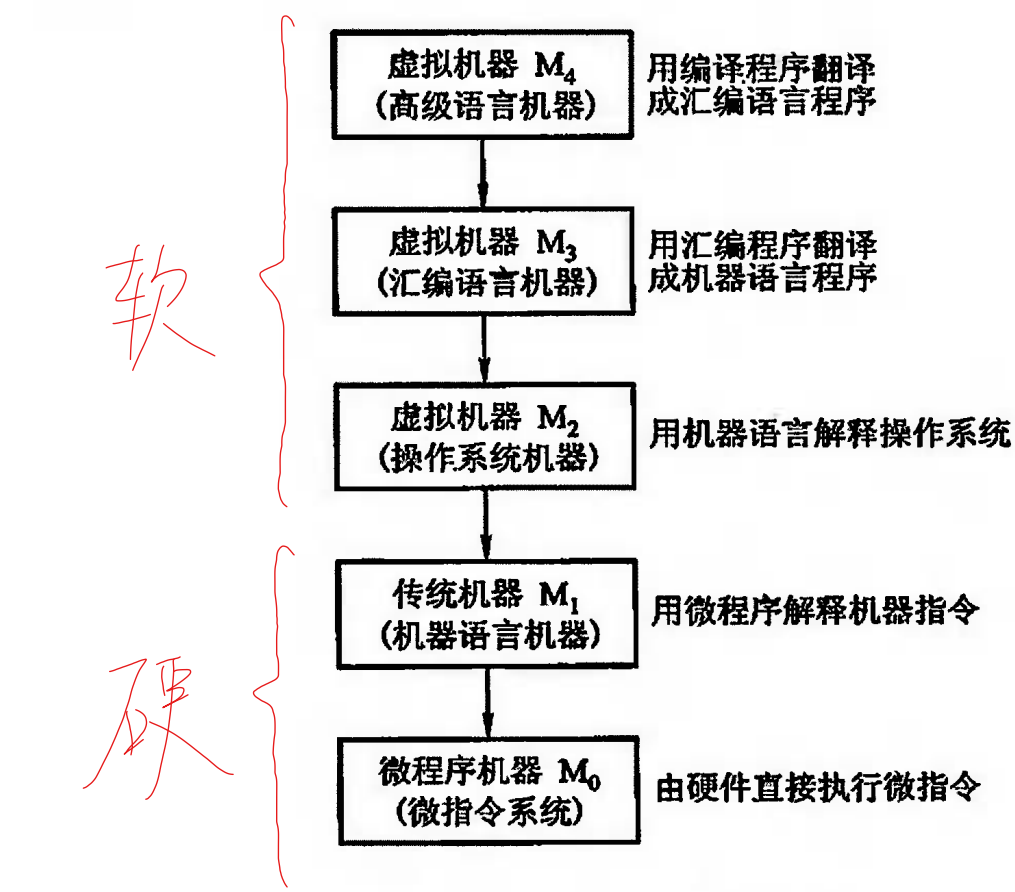 虚拟机器 M₄
(高级语言机器)
用编译程序翻译
成汇编语言程序
虚拟机器 M₃
(汇编语言机器)
用汇编程序翻译
成机器语言程序
软
虚拟机器 M₂
(操作系统机器)
用机器语言解释操作系统
传统机器 M₁
(机器语言机器)
用微程序解释机器指令
硬
微程序机器 M₀
(微指令系统)
由硬件直接执行微指令